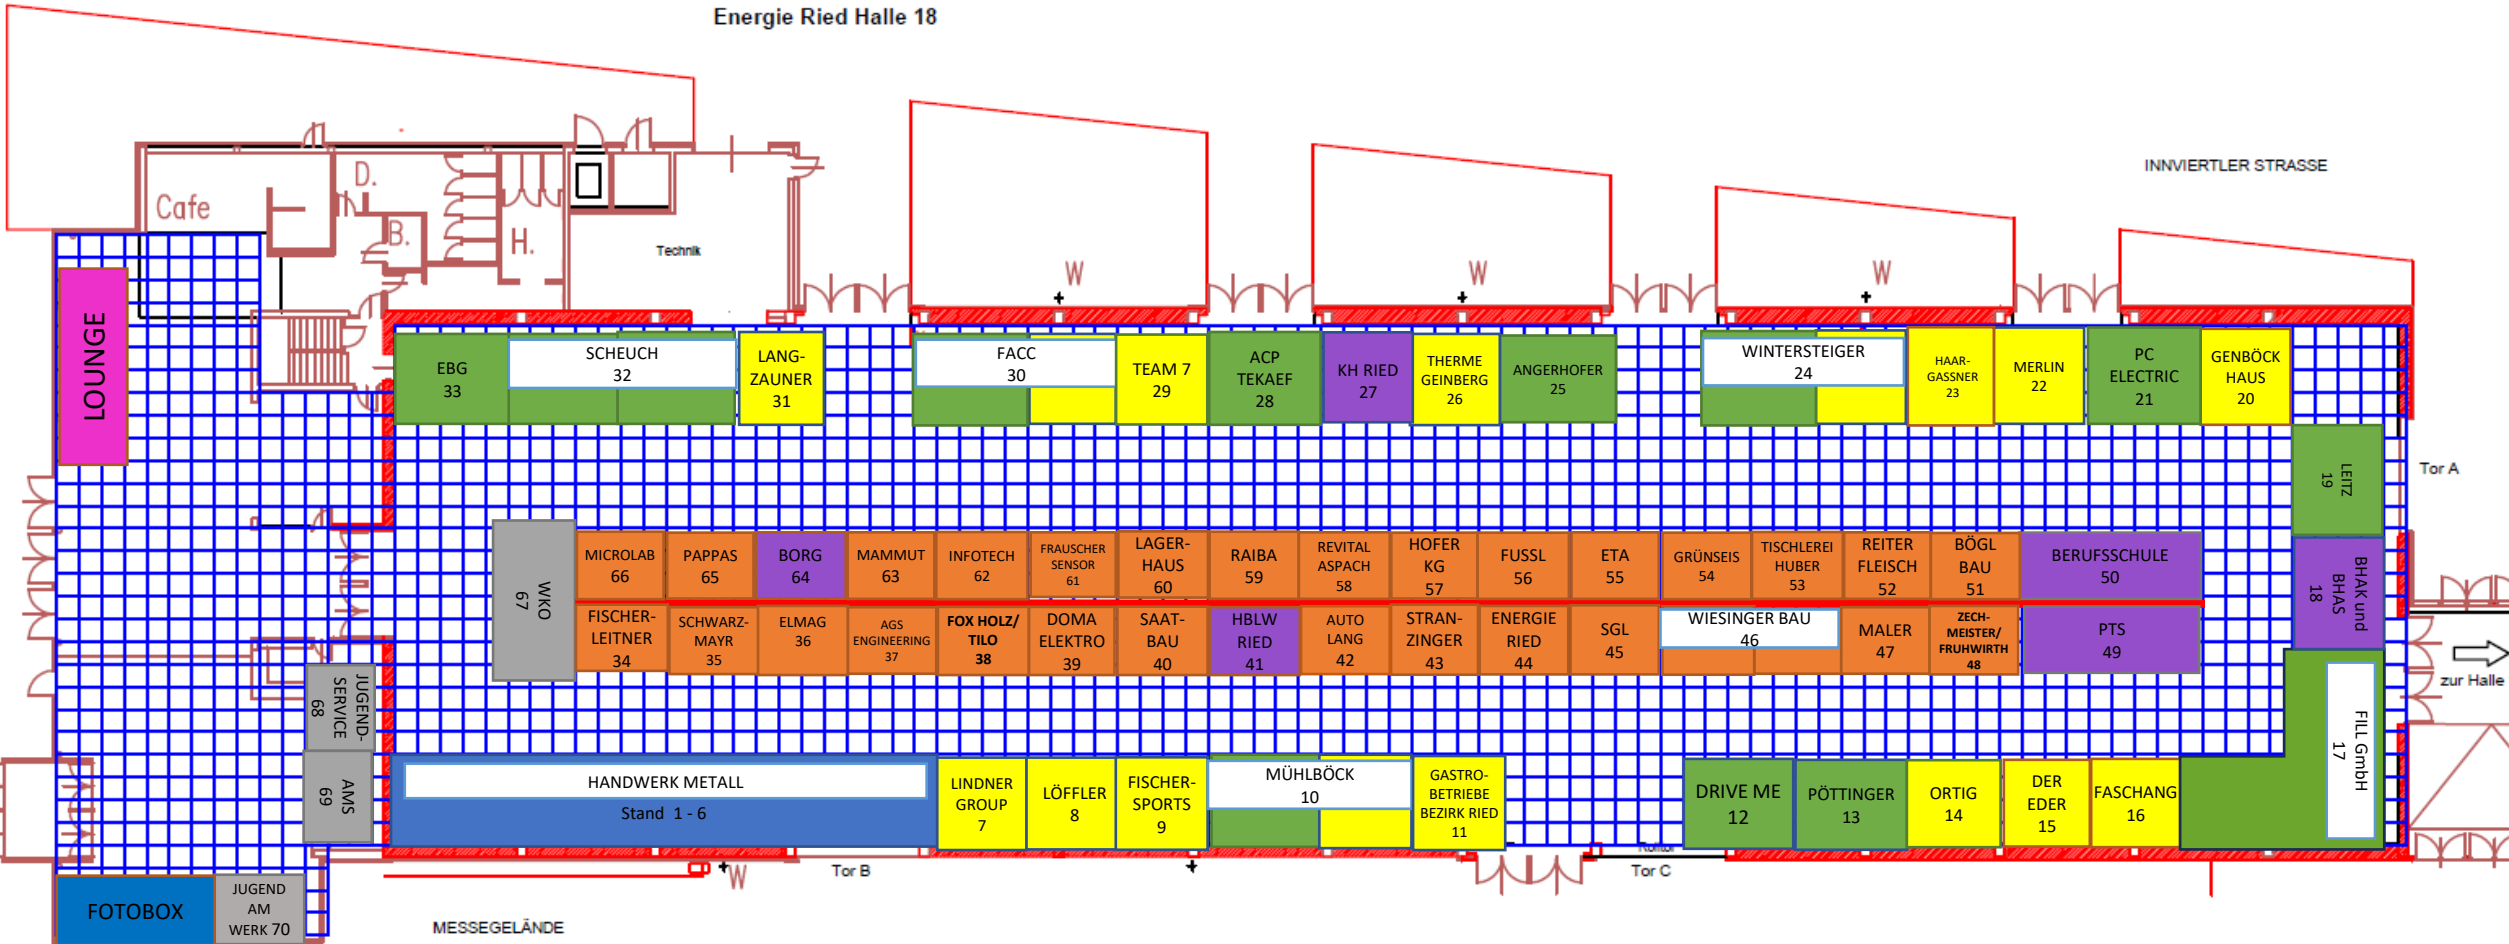 Energie Ried Halle 18
INNVIERTLER STRASSE
Cafe
D.
B.
H.
Technik
W
W
W
LOUNGE
EBG
33
SCHEUCH
32
LANG-
ZAUNER
31
FACC
30
TEAM 7
29
ACP
TEKAEF
28
KH RIED
27
THERME
GEINBERG
26
ANGERHOFER
25
WINTERSTEIGER
24
HAAR-
GASSNER
23
MERLIN
22
PC
ELECTRIC
21
GENBÖCK
HAUS
20
LEITZ
19
Tor A
WKO
67
MICROLAB
66
PAPPAS
65
BORG
64
MAMMUT
63
INFOTECH
62
FRAUSCHER
SENSOR
61
LAGER-
HAUS
60
RAIBA
59
REVITAL
ASPACH
58
HOFER
KG
57
FUSSL
56
ETA
55
GRÜNSEIS
54
TISCHLEREI
HUBER
53
REITER
FLEISCH
52
BÖGL
BAU
51
BERUFSSCHULE
50
BHAK und
BHAS
18
FISCHER-
LEITNER
34
SCHWARZ-
MAYR
35
ELMAG
36
AGS
ENGINEERING
37
FOX HOLZ/
TILO
38
DOMA
ELEKTRO
39
SAAT-
BAU
40
HBLW
RIED
41
AUTO
LANG
42
STRAN-
ZINGER
43
ENERGIE
RIED
44
SGL
45
WIESINGER BAU
46
MALER
47
ZECH-
MEISTER/
FRUHWIRTH
48
PTS
49
zur Halle
JUGEND-
SERVICE
68
AMS
69
HANDWERK METALL
Stand 1 - 6
LINDNER
GROUP
7
LÖFFLER
8
FISCHER-
SPORTS
9
MÜHLBÖCK
10
GASTRO-
BETRIEBE
BEZIRK RIED
11
DRIVE ME
12
PÖTTINGER
13
ORTIG
14
DER
EDER
15
FASCHANG
16
FILL GmbH
17
W
Tor B
Rolltor
Tor C
FOTOBOX
JUGEND
AM
WERK 70
MESSEGELÄNDE